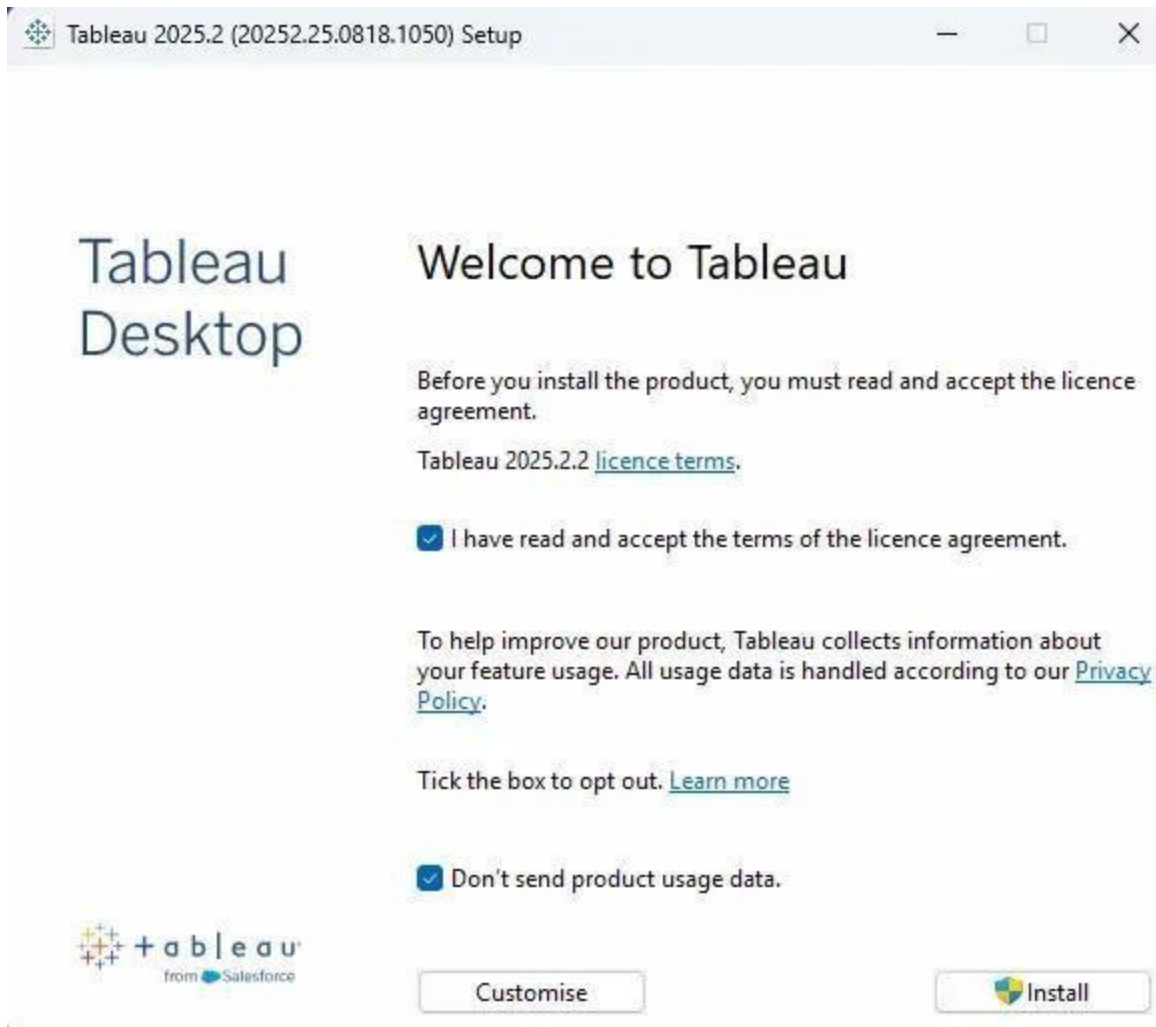 Tableau 2025.2 (20252.25.0818.1050) Setup
Tableau
Desktop
Welcome to Tableau
Before you install the product, you must read and accept the licence
agreement.
Tableau 2025.2.2 licence terms.
I have read and accept the terms of the licence agreement.
To help improve our product, Tableau collects information about
your feature usage. All usage data is handled according to our Privacy
Policy.
Tick the box to opt out. Learn more
Don't send product usage data.
+ableau
from Salesforce
Customise
Install